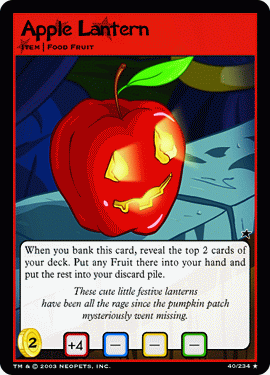 Apple Lantern
Item | Food Fruit
When you bank this card, reveal the top 2 cards of
your deck. Put any Fruit there into your hand and
put the rest into your discard pile.
These cute little festive lanterns
have been all the rage since the pumpkin patch
mysteriously went missing.
2 +4 — — —
TM & © 2003 NEOPETS, INC. 40/234 ★